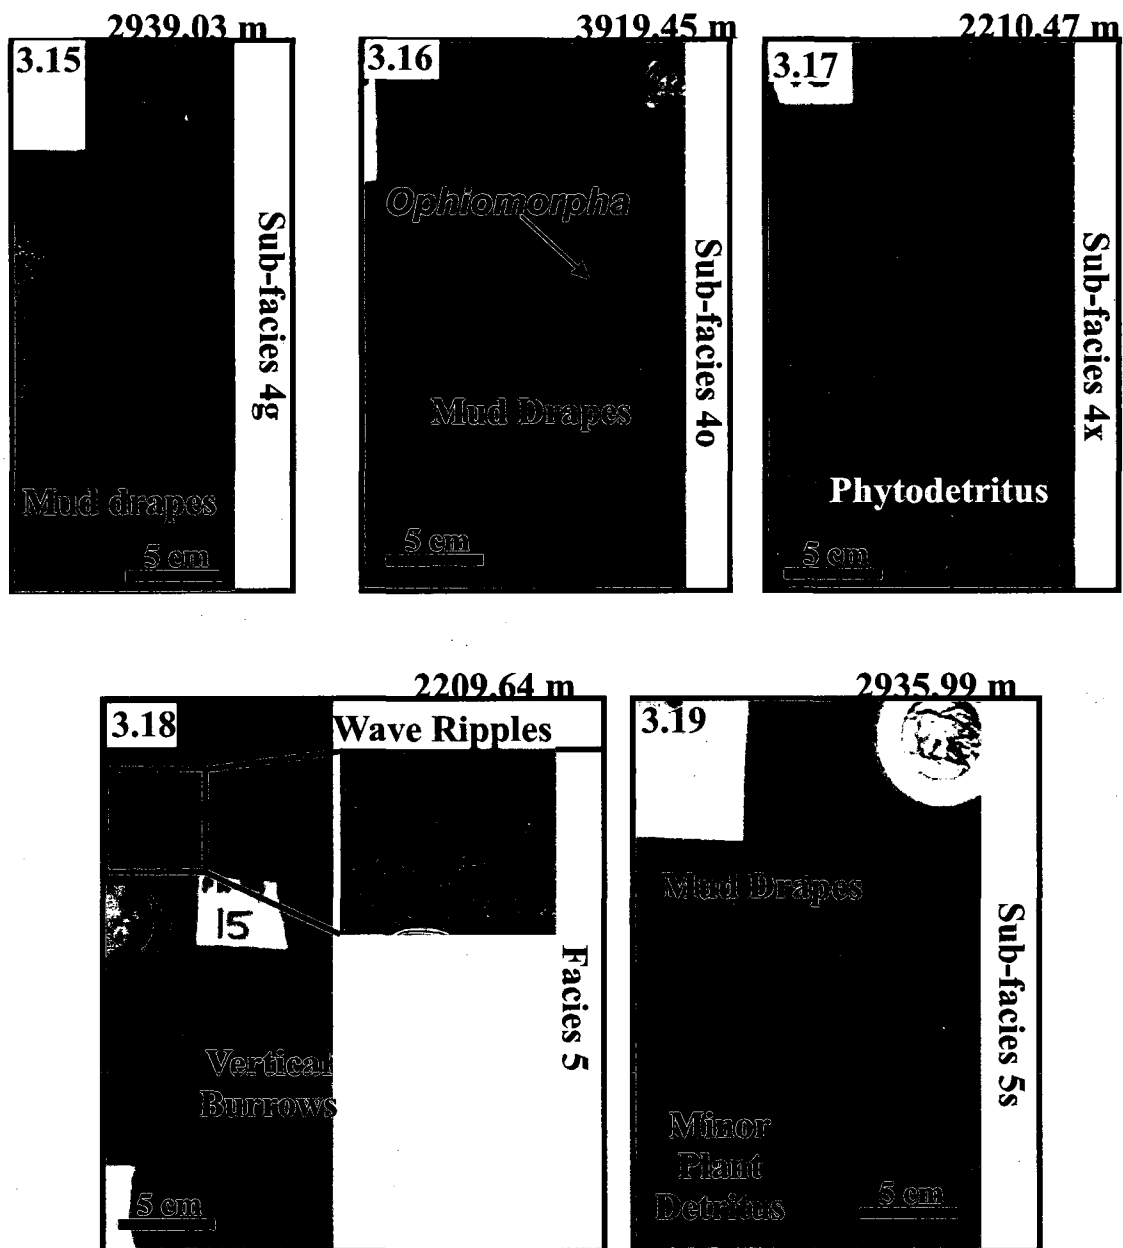 2939.03 m
3.15
Sub-facies 4g
Mud drapes
5 cm
3919.45 m
3.16
Ophiomorpha
Sub-facies 4o
Mud Drapes
5 cm
2210.47 m
3.17
Sub-facies 4x
Phytodetritus
5 cm
2209.64 m
3.18
Wave Ripples
15
Facies 5
Vertical
Burrows
5 cm
2935.99 m
3.19
Mud Drapes
Sub-facies 5s
Minor
Plant
Detritus
5 cm